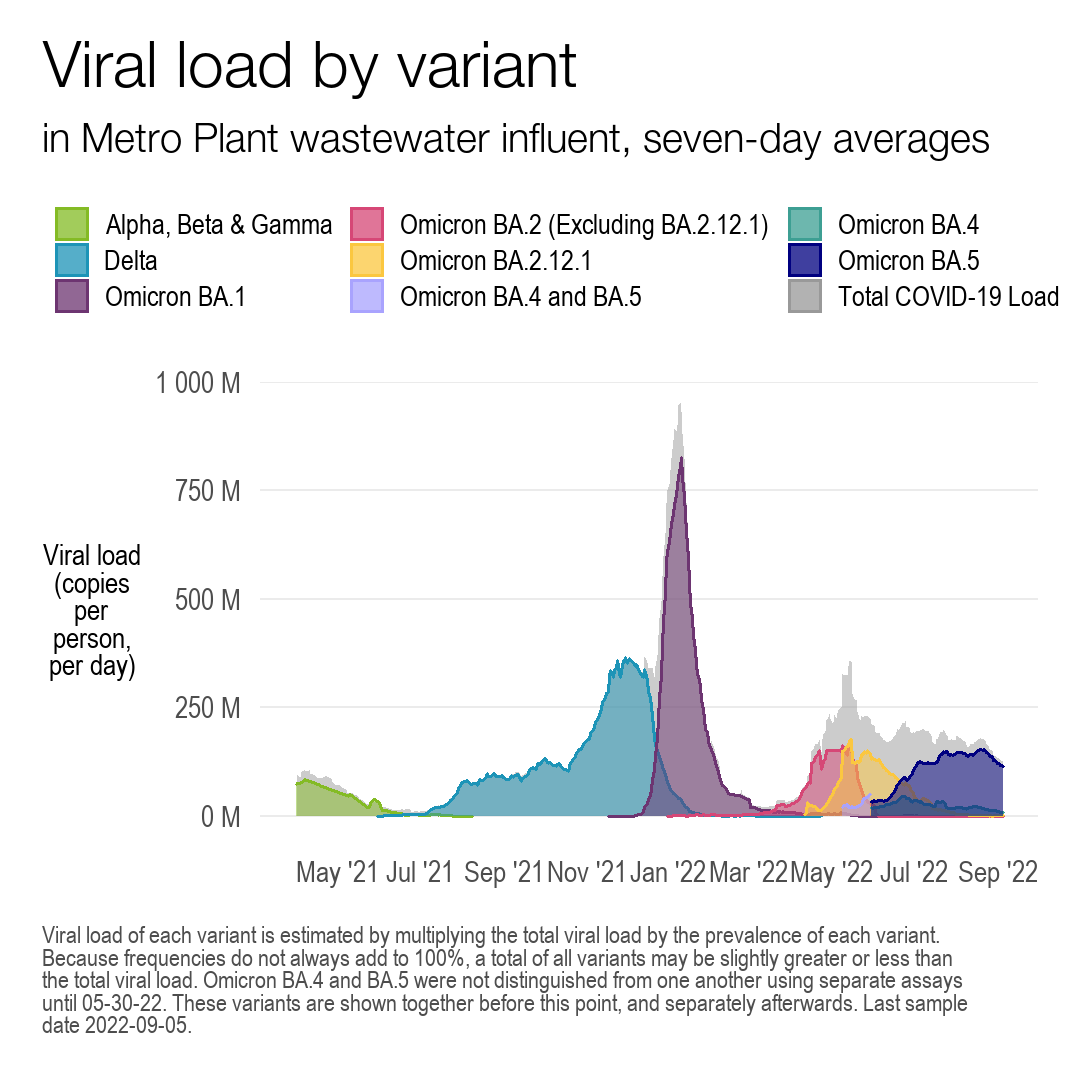 Viral load by variant
in Metro Plant wastewater influent, seven-day averages
Alpha, Beta & Gamma
Delta
Omicron BA.1
Omicron BA.2 (Excluding BA.2.12.1)
Omicron BA.2.12.1
Omicron BA.4 and BA.5
Omicron BA.4
Omicron BA.5
Total COVID-19 Load
1 000 M
750 M
500 M
250 M
0 M
Viral load
(copies
per
person,
per day)
May '21 Jul '21 Sep '21 Nov '21 Jan '22 Mar '22 May '22 Jul '22 Sep '22
Viral load of each variant is estimated by multiplying the total viral load by the prevalence of each variant.
Because frequencies do not always add to 100%, a total of all variants may be slightly greater or less than
the total viral load. Omicron BA.4 and BA.5 were not distinguished from one another using separate assays
until 05-30-22. These variants are shown together before this point, and separately afterwards. Last sample
date 2022-09-05.